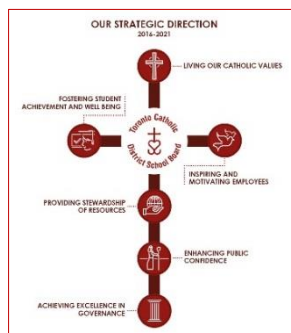 OUR STRATEGIC DIRECTION
2016-2021
LIVING OUR CATHOLIC VALUES
FOSTERING STUDENT
ACHIEVEMENT AND WELL BEING
Toronto Catholic
District School Board
INSPIRING AND
MOTIVATING EMPLOYEES
PROVIDING STEWARDSHIP
OF RESOURCES
ENHANCING PUBLIC
CONFIDENCE
ACHIEVING EXCELLENCE IN
GOVERNANCE